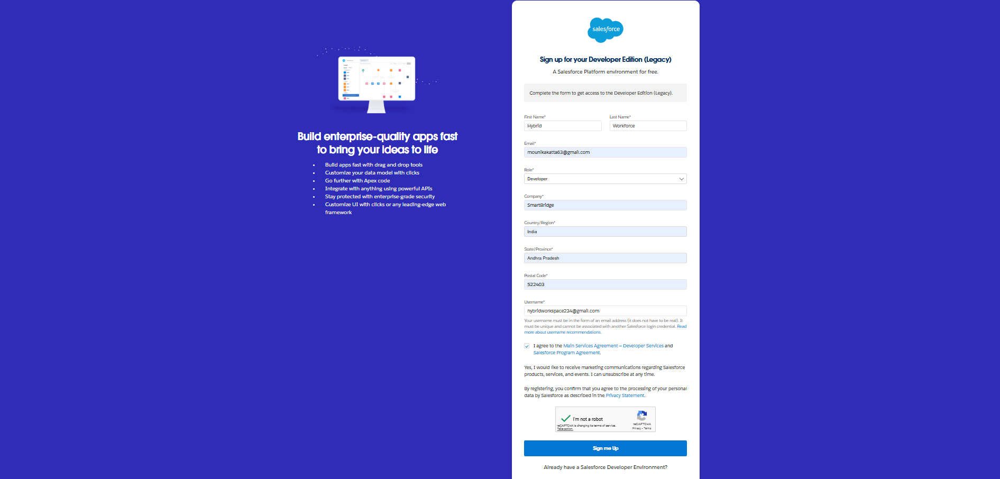 Build enterprise-quality apps fast
to bring your ideas to life
Build apps fast with drag and drop tools
Customize your data model with clicks
Go further with Apex code
Integrate with anything using powerful APIs
Stay protected with enterprise-grade security
Customize UI with clicks or any leading-edge web
framework
salesforce
Sign up for your Developer Edition (Legacy)
A Salesforce Platform environment for free.
Complete the form to get access to the Developer Edition (Legacy).
First Name* Last Name*
Hybrid Workforce
Email*
mounikakatta63@gmail.com
Role*
Developer
Company*
SmartBridge
Country/Region*
India
State/Province*
Andhra Pradesh
Postal Code*
522403
Username*
hybridworkspace234@gmail.com
Your username must be in the form of an email address (it does not have to be real). It
must be unique and cannot be associated with another Salesforce login credential. Read
more about username recommendations.
I agree to the Main Services Agreement – Developer Services and
Salesforce Program Agreement.
Yes, I would like to receive marketing communications regarding Salesforce
products, services, and events. I can unsubscribe at any time.
By registering, you confirm that you agree to the processing of your personal
data by Salesforce as described in the Privacy Statement.
I'm not a robot
reCAPTCHA is changing its terms of service.
Take action.
reCAPTCHA
Privacy - Terms
Sign me Up
Already have a Salesforce Developer Environment?